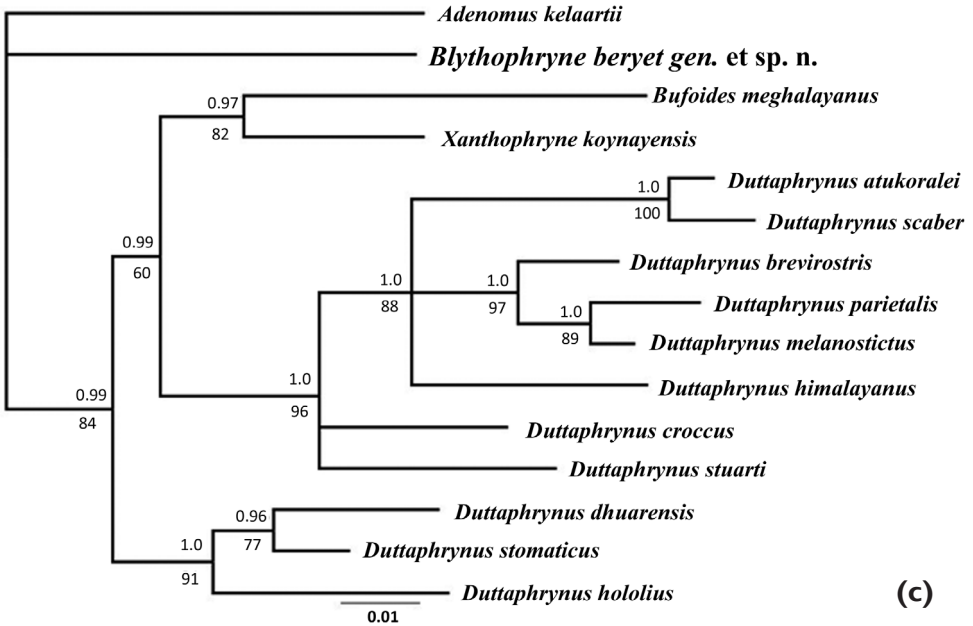 Adenomus kelaartii
Blythophryne beryet gen. et sp. n.
Bufoides meghalayanus
0.97
82
Xanthophryne koynayensis
Duttaphrynus atukoralei
1.0
100
Duttaphrynus scaber
0.99
60
Duttaphrynus brevirostris
1.0
88
1.0
97
Duttaphrynus parietalis
1.0
89
Duttaphrynus melanostictus
Duttaphrynus himalayanus
1.0
96
0.99
84
Duttaphrynus croccus
Duttaphrynus stuarti
Duttaphrynus dhuarensis
0.96
77
Duttaphrynus stomaticus
1.0
91
Duttaphrynus hololius
0.01
(c)